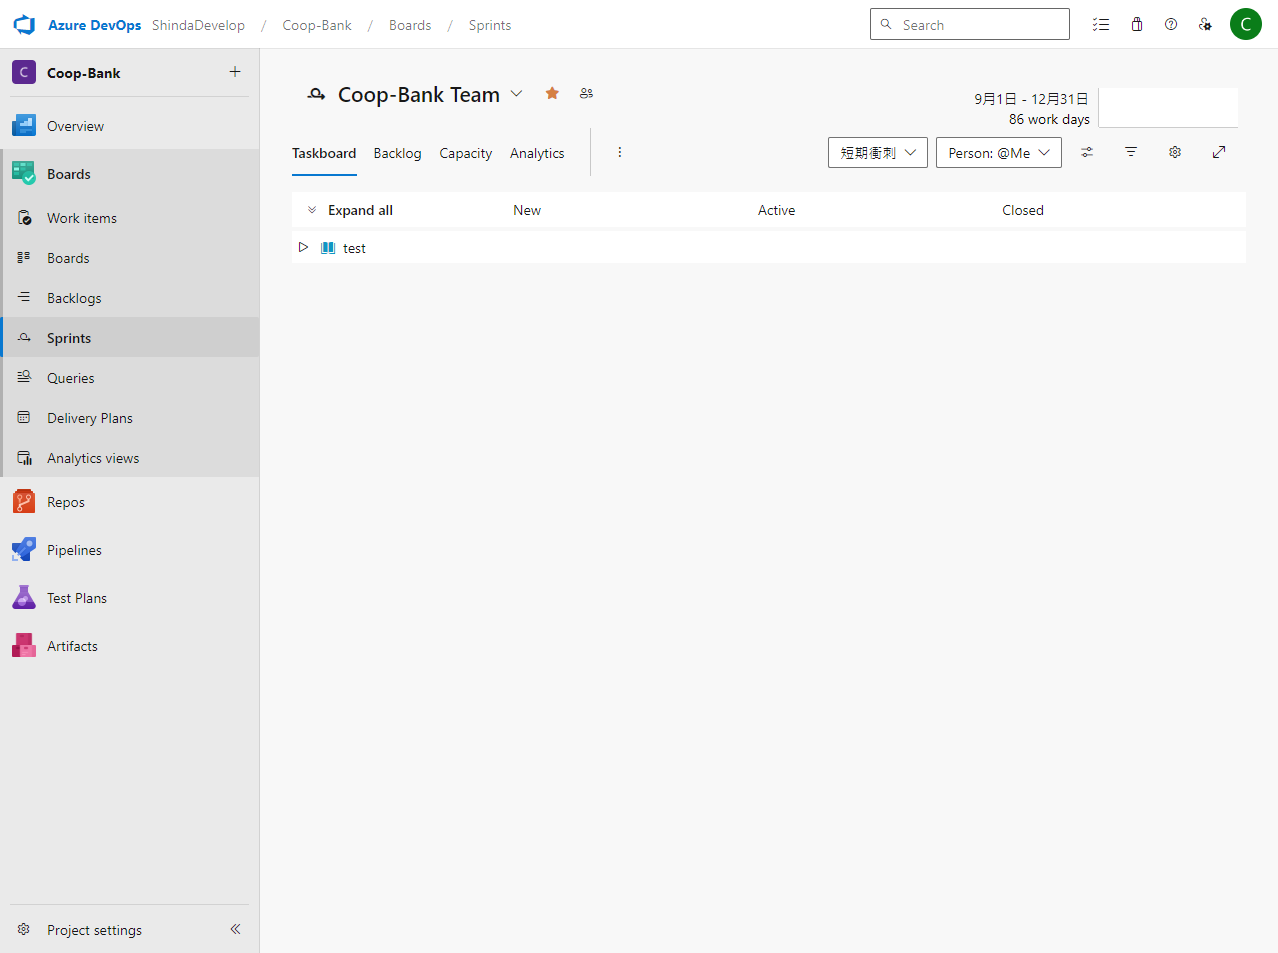 Azure DevOps ShindaDevelop / Coop-Bank / Boards / Sprints Search C
C Coop-Bank
Overview
Boards
Work items
Boards
Backlogs
Sprints
Queries
Delivery Plans
Analytics views
Repos
Pipelines
Test Plans
Artifacts
Project settings
Coop-Bank Team
9月1日 - 12月31日
86 work days
Taskboard Backlog Capacity Analytics 短期衝刺 Person: @Me
Expand all New Active Closed
test